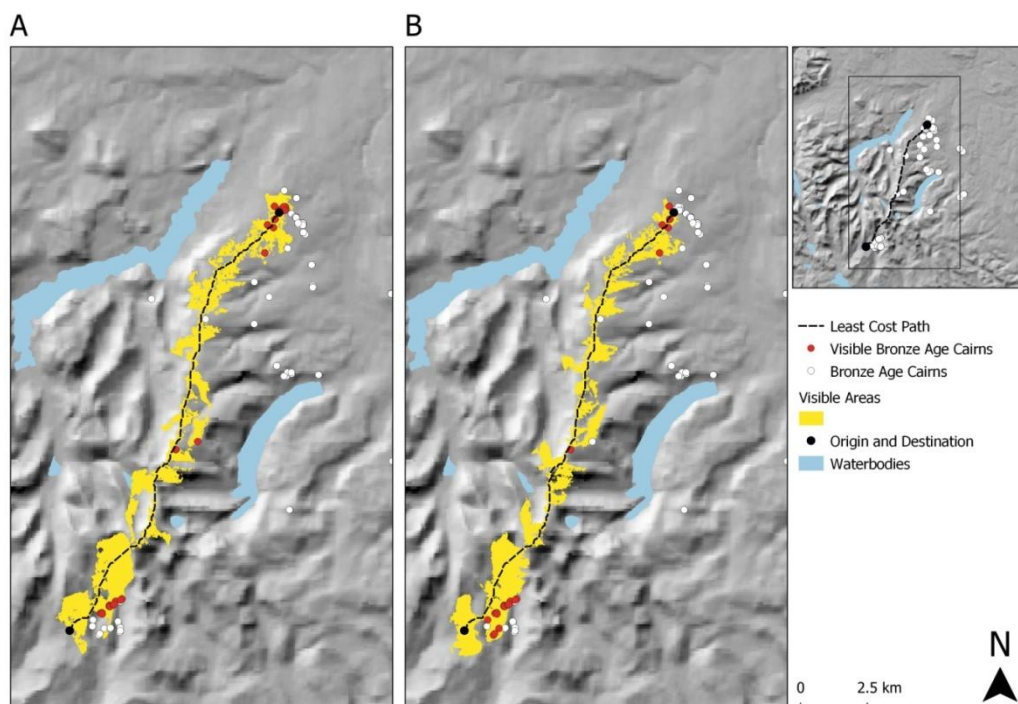 A
B
Least Cost Path
Visible Bronze Age Cairns
Bronze Age Cairns
Visible Areas
Origin and Destination
Waterbodies
N
0 2.5 km